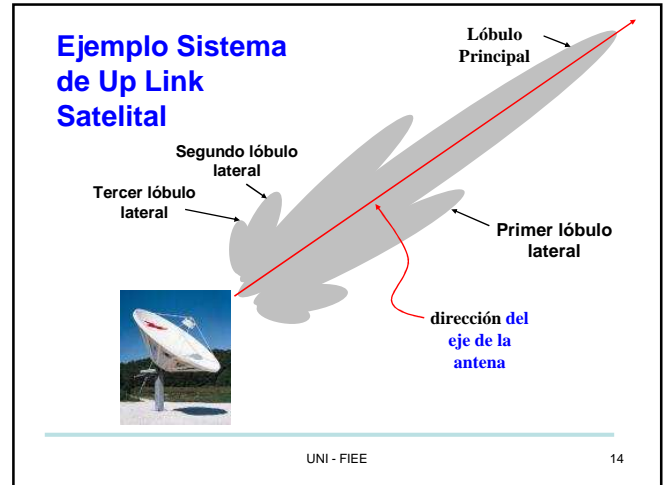 Ejemplo Sistema
de Up Link
Satelital
Lóbulo
Principal
Segundo lóbulo
lateral
Tercer lóbulo
lateral
Primer lóbulo
lateral
dirección del
eje de la
antena
UNI - FIEE
14